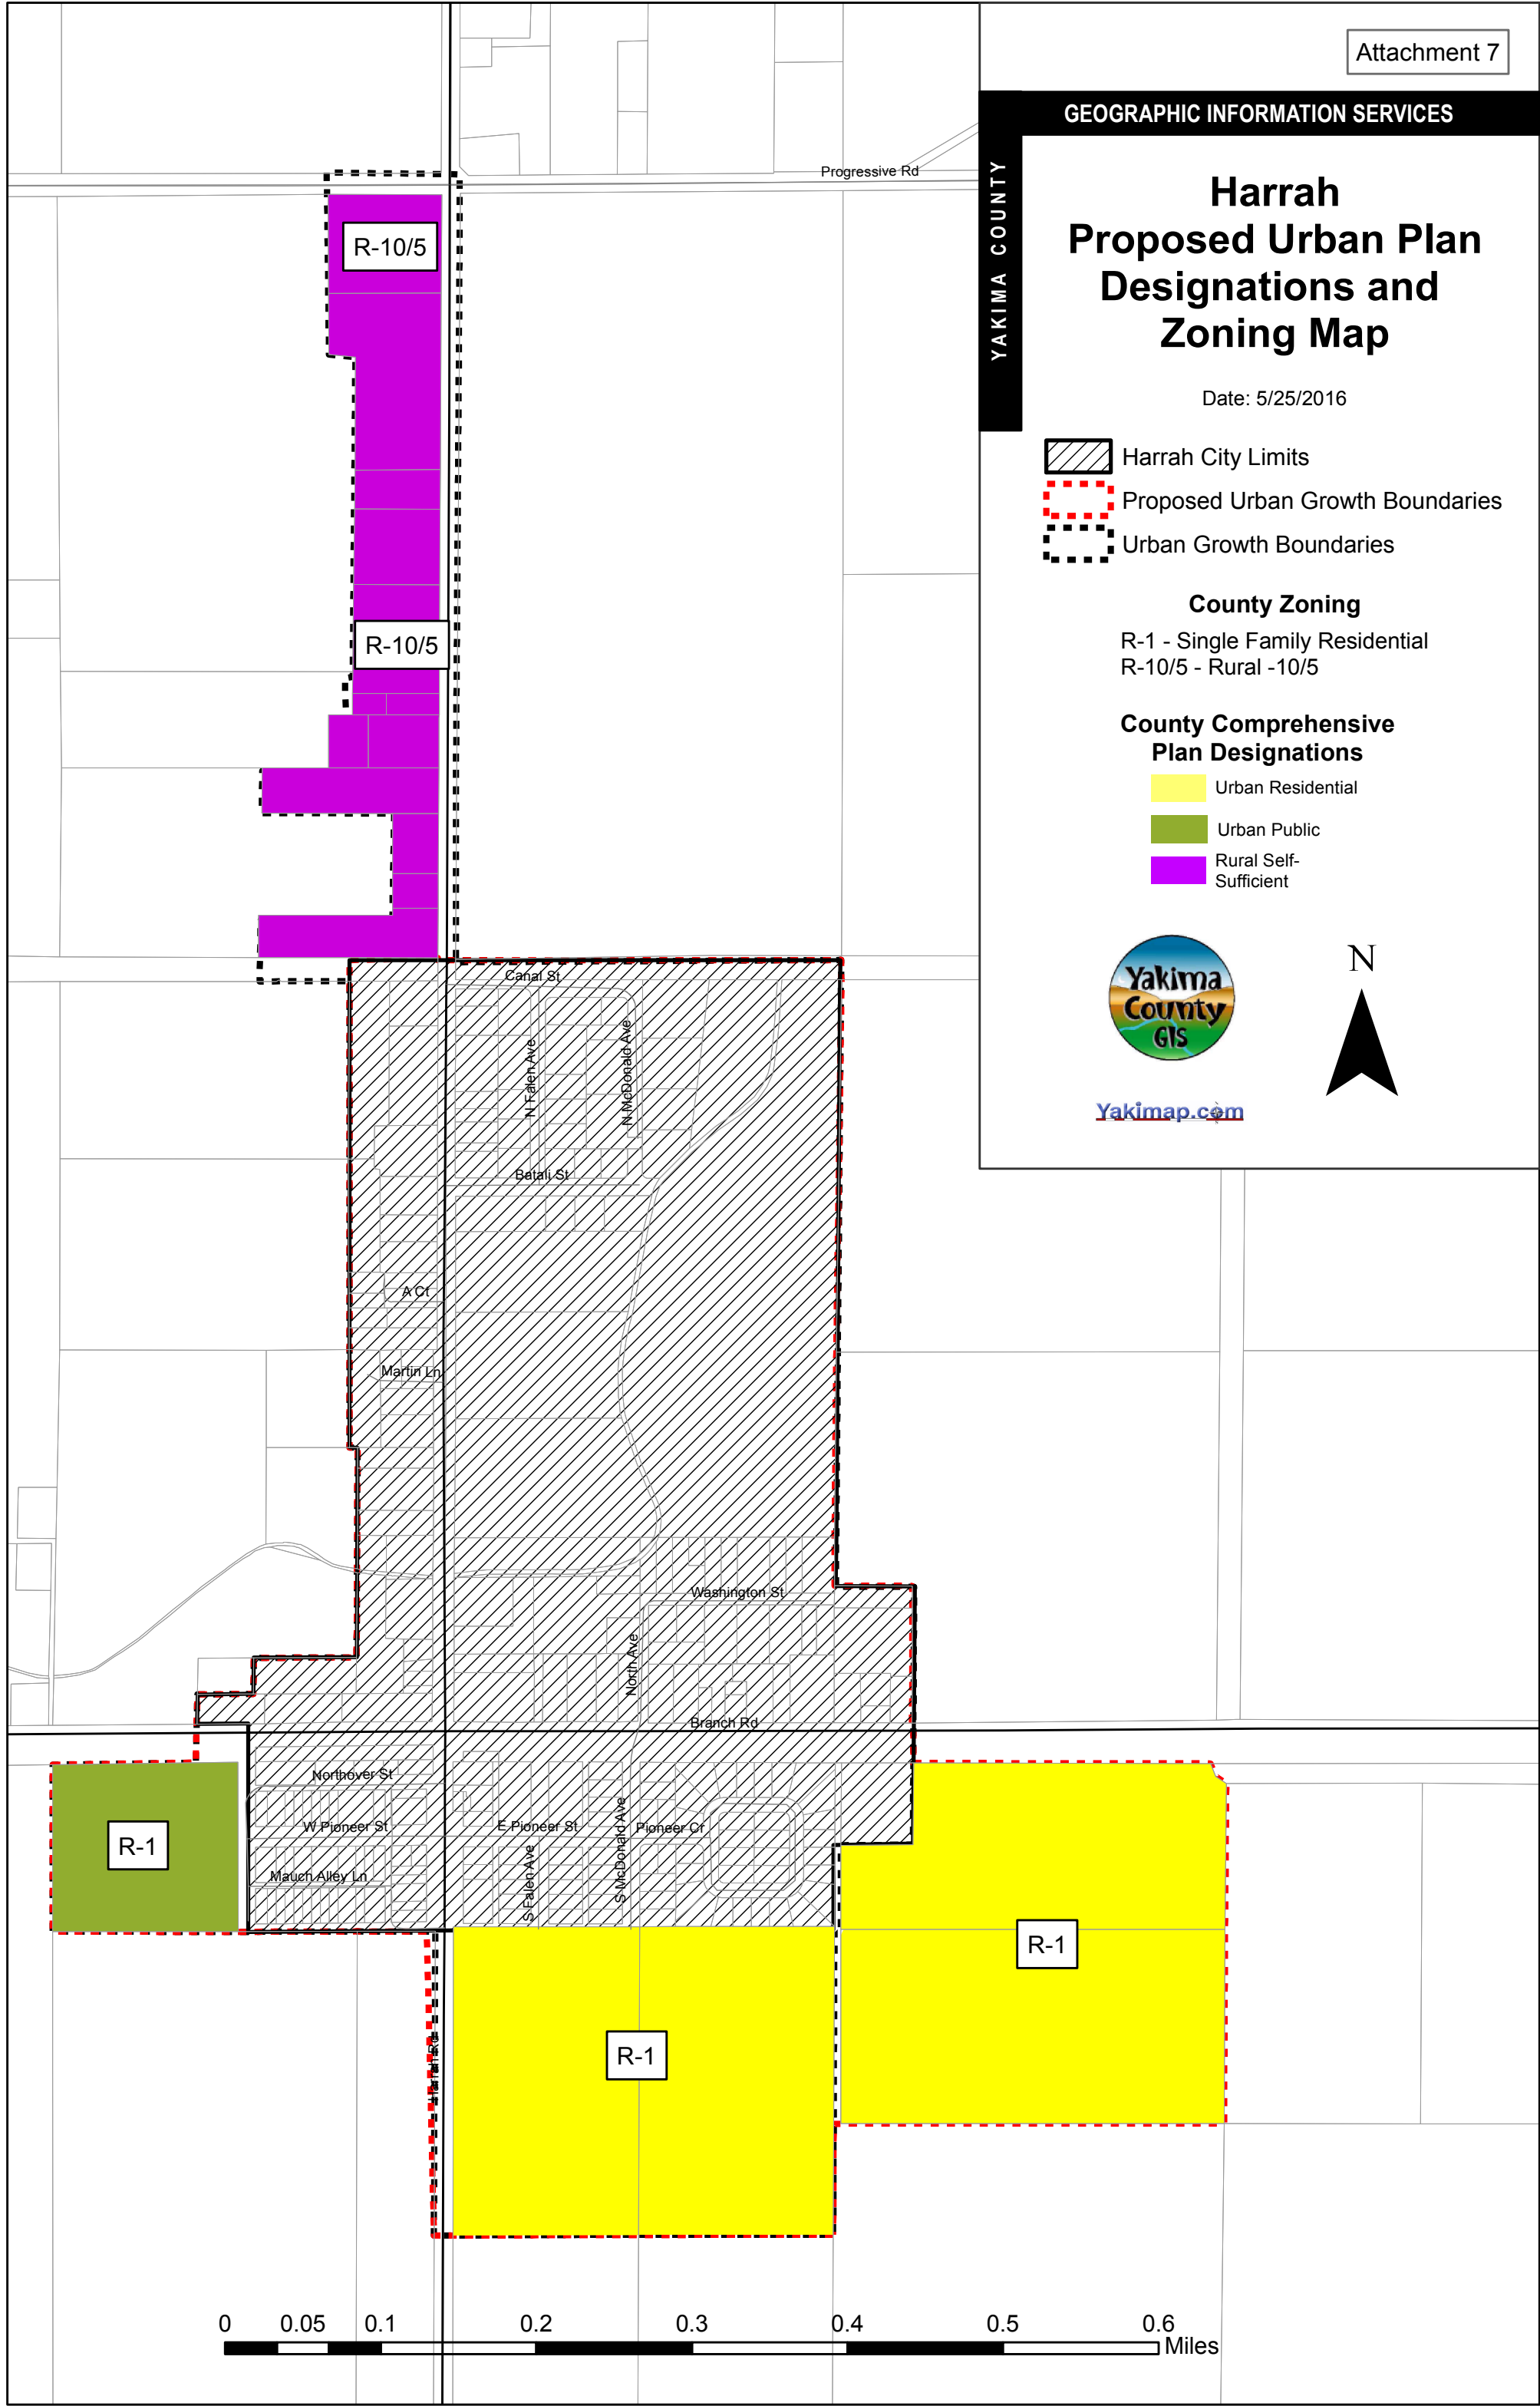 Attachment 7
GEOGRAPHIC INFORMATION SERVICES
YAKIMA COUNTY
Harrah
Proposed Urban Plan
Designations and
Zoning Map
Date: 5/25/2016
Harrah City Limits
Proposed Urban Growth Boundaries
Urban Growth Boundaries
County Zoning
R-1 - Single Family Residential
R-10/5 - Rural -10/5
County Comprehensive
Plan Designations
Urban Residential
Urban Public
Rural Self-
Sufficient
Yakima
County
GIS
N
Yakimap.com
Progressive Rd
R-10/5
R-10/5
Canal St
N Falen Ave
N McDonald Ave
Batali St
A Ct
Martin Ln
Washington St
North Ave
Branch Rd
Northover St
W Pioneer St
E Pioneer St
S McDonald Ave
Pioneer Cr
Mauch Alley Ln
S Falen Ave
R-1
R-1
R-1
Harrah Rd
0 0.05 0.1 0.2 0.3 0.4 0.5 0.6
Miles